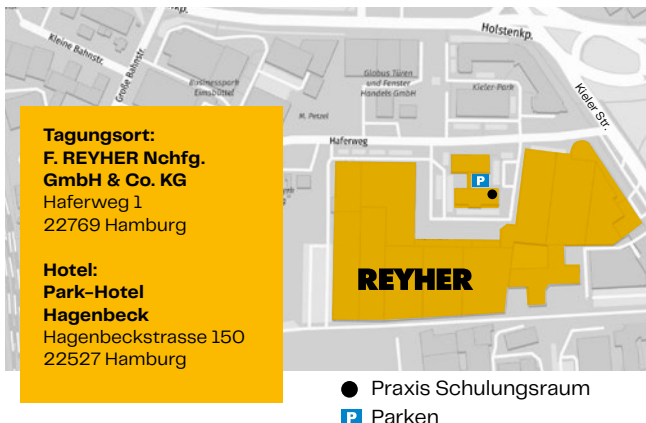 Holstenkp.
Kleine Bahnstr.
Große Bahnstr.
Businesspark
Eimsbüttel
Globus Türen
und Fenster
Handels GmbH
Kieler-Park
Kieler Str.
M. Petzel
Haferweg
Tagungsort:
F. REYHER Nchfg.
GmbH & Co. KG
Haferweg 1
22769 Hamburg
Hotel:
Park-Hotel
Hagenbeck
Hagenbeckstrasse 150
22527 Hamburg
P
REYHER
Praxis Schulungsraum
P Parken